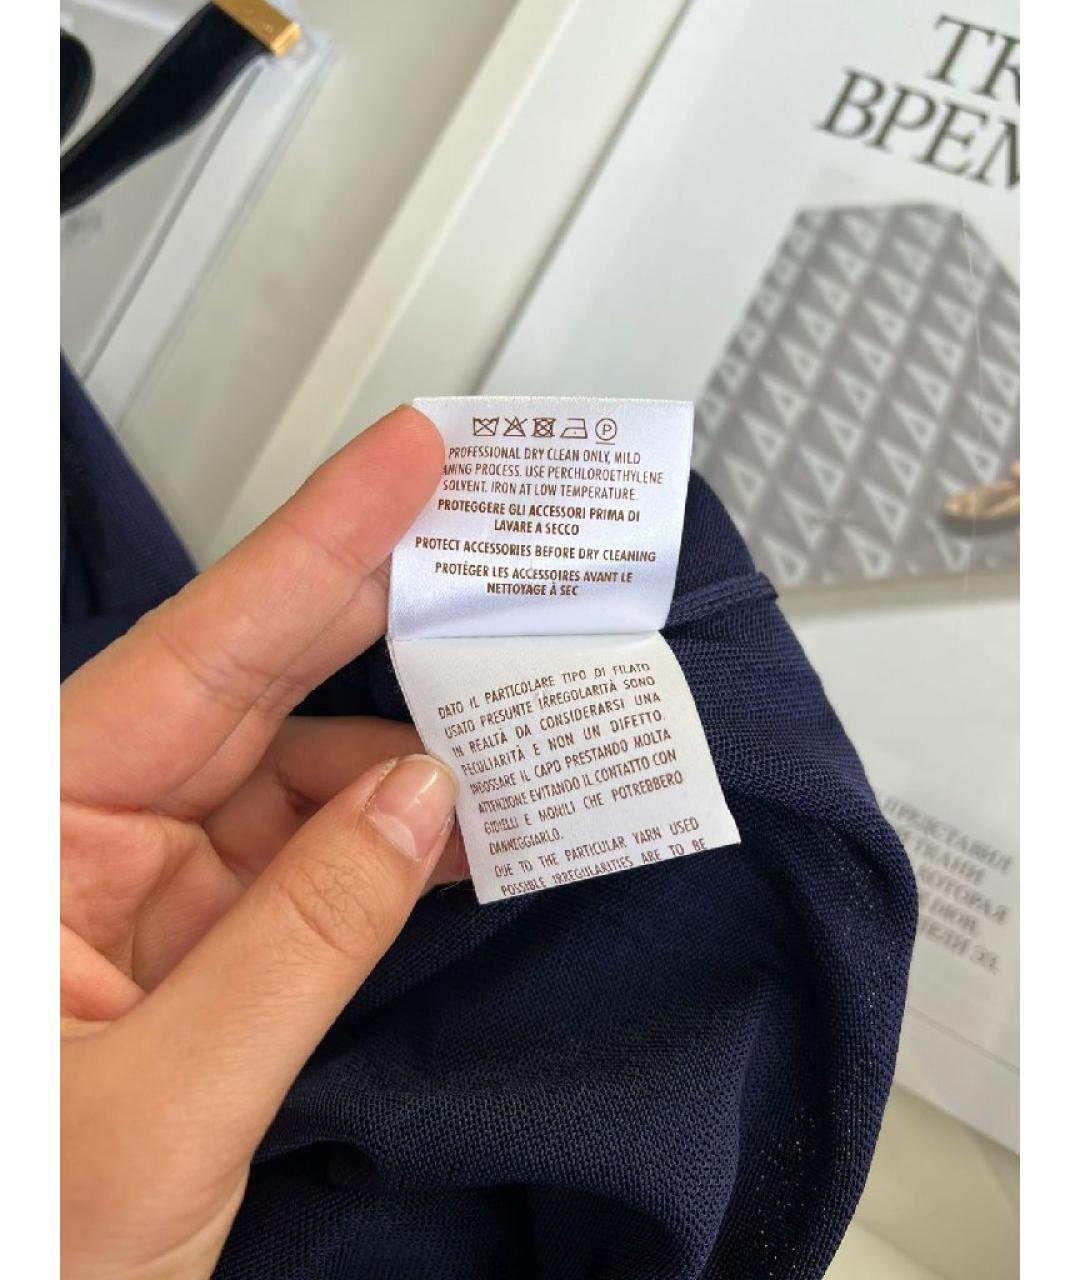 PROFESSIONAL DRY CLEAN ONLY, MILD
PROCESS. USE PERCHLOROETHYLENE
SOLVENT. IRON AT LOW TEMPERATURE
PROTEGGERE GLI ACCESSORI PRIMA DI
LAVARE A SECCO
PROTECT ACCESSORIES BEFORE DRY CLEANING
PROTÉGER LES ACCESSOIRES AVANT LE
NETTOYAGE À SEC
DATO IL PARTICOLARE TIPO DI FILATO
USATO PRESUNTE IRREGOLARITÀ SONO
IN REALTÀ DA CONSIDERARSI UNA
PECULIARITÀ E NON UN DIFETTO.
INDOSSARE IL CAPO PRESTANDO MOLTA
ATTENZIONE EVITANDO IL CONTATTO CON
GIOIELLI E MONILI CHE POTREBBERO
DANNEGGIARLO.
DUE TO THE PARTICULAR YARN USED
POSSIBLE IRREGULARITIES ARE TO BE